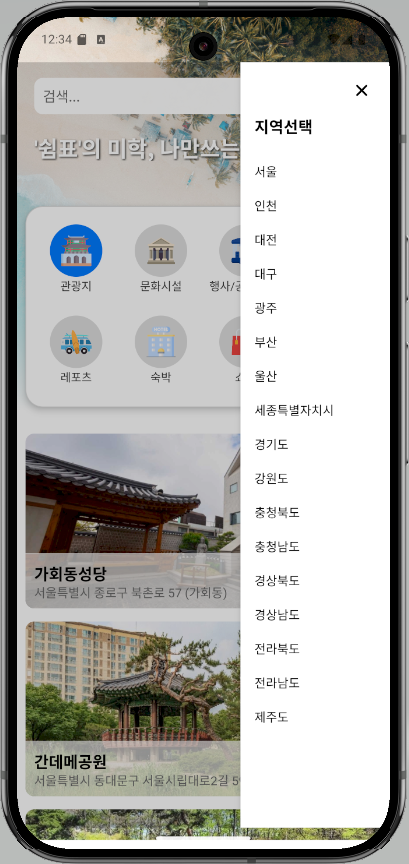 12:34
A
검색...
'쉼표'의 미학, 나만쓰는
관광지
문화시설
행사/공
레포츠
숙박
가회동성당
서울특별시 종로구 북촌로 57 (가회동)
간데메공원
서울특별시 동대문구 서울시립대로2길 5
지역선택
서울
인천
대전
대구
광주
부산
울산
세종특별자치시
경기도
강원도
충청북도
충청남도
경상북도
경상남도
전라북도
전라남도
제주도